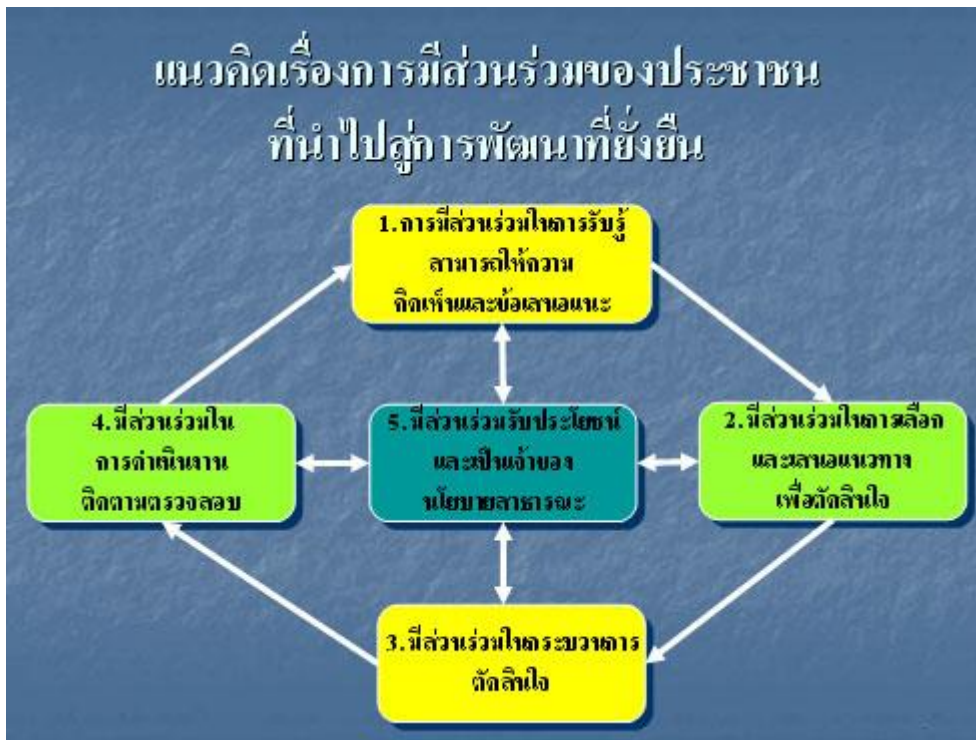 แนวคิดเรื่องการมีส่วนร่วมของประชาชน
ที่นำไปสู่การพัฒนาที่ยั่งยืน
1.การมีส่วนร่วมในการรับรู้
สามารถให้ความ
คิดเห็นและข้อเสนอแนะ
2.มีส่วนร่วมในการเลือก
และเสนอแนวทาง
เพื่อตัดสินใจ
3.มีส่วนร่วมในกระบวนการ
ตัดสินใจ
4.มีส่วนร่วมใน
การดำเนินงาน
ติดตามตรวจสอบ
5.มีส่วนร่วมรับประโยชน์
และเป็นเจ้าของ
นโยบายสาธารณะ